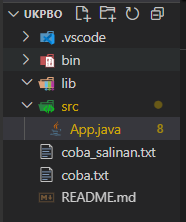 UKPBO
.vscode
bin
lib
src
App.java 8
coba_salinan.txt
coba.txt
README.md